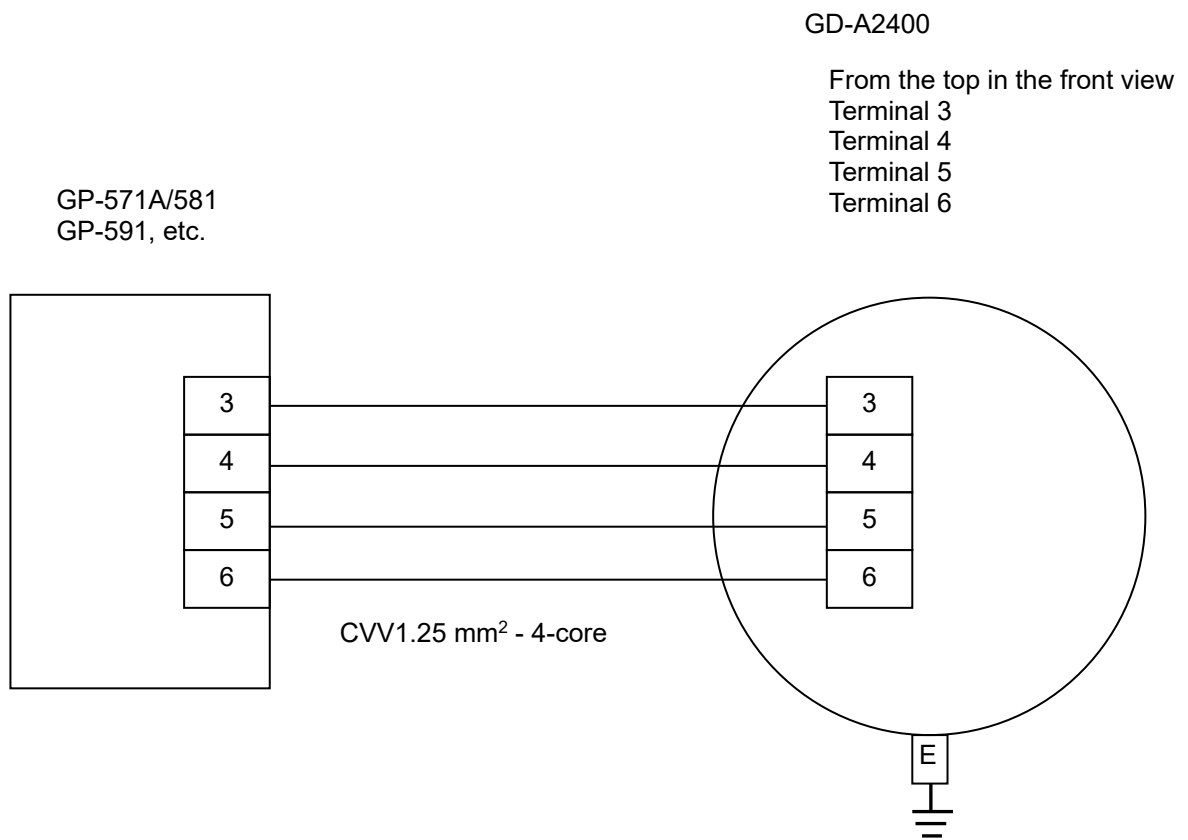 GD-A2400
From the top in the front view
Terminal 3
Terminal 4
Terminal 5
Terminal 6
GP-571A/581
GP-591, etc.
3
4
5
6
3
4
5
6
CVV1.25 mm² - 4-core
E